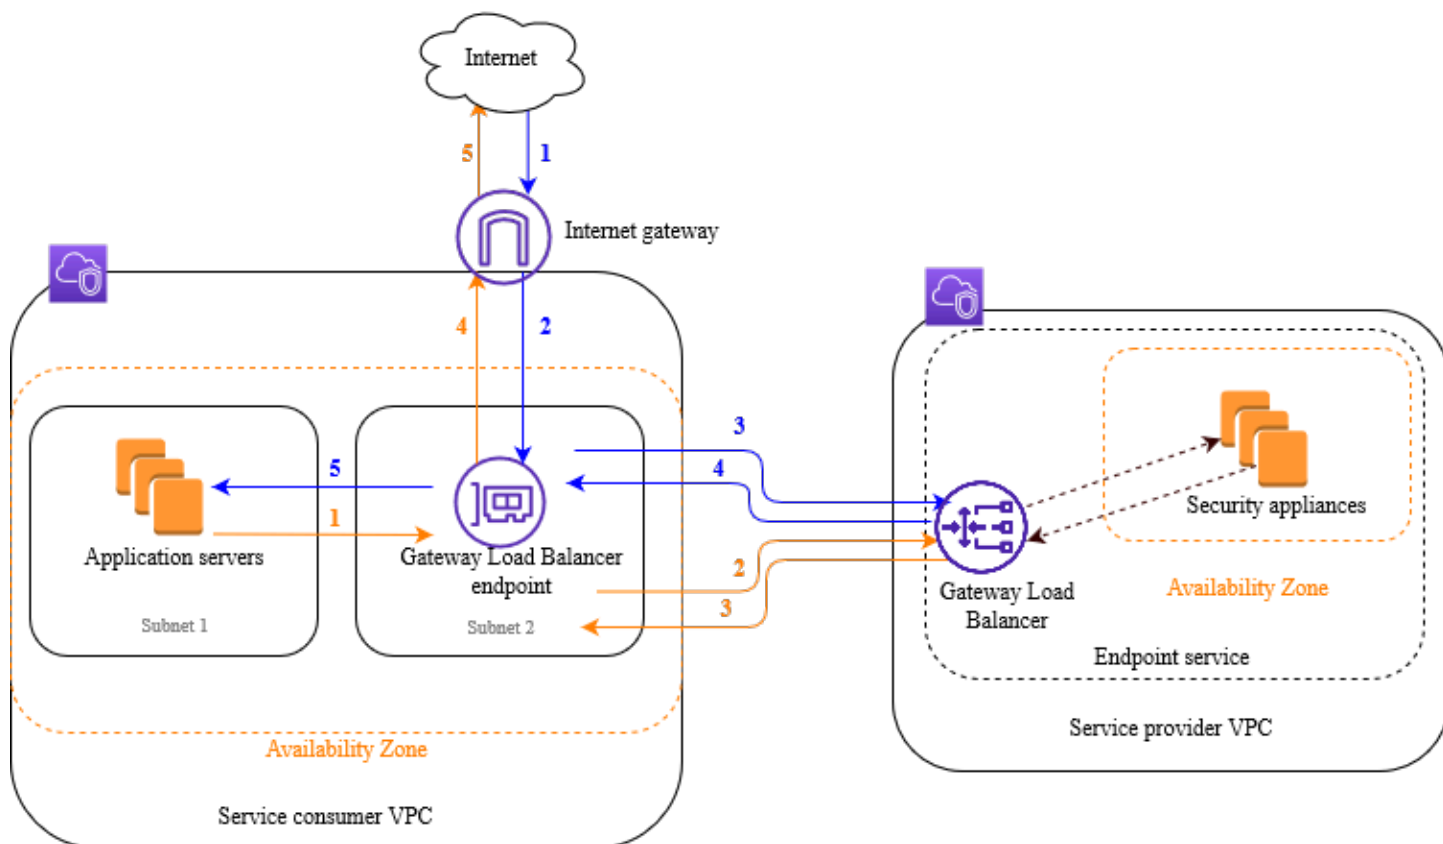 Internet
5
1
Internet gateway
4
2
3
4
5
1
Application servers
Subnet 1
Gateway Load Balancer
endpoint
Subnet 2
2
3
Security appliances
Availability Zone
Gateway Load
Balancer
Endpoint service
Service provider VPC
Availability Zone
Service consumer VPC